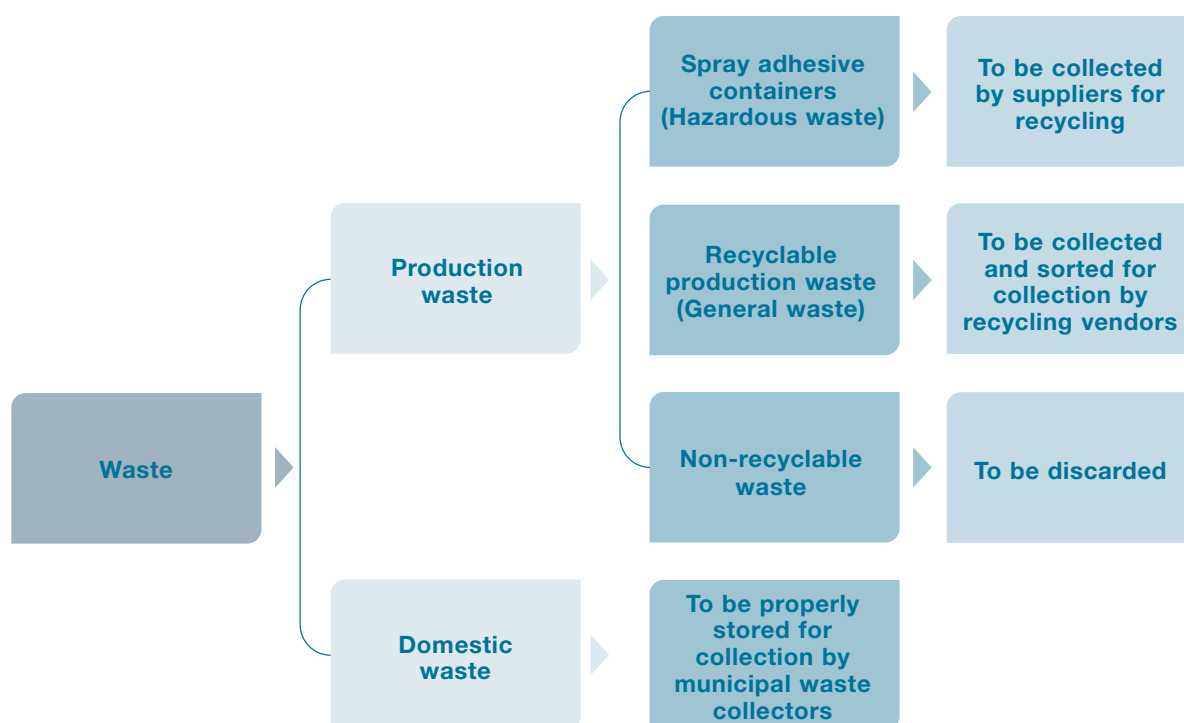 Spray adhesive
containers
(Hazardous waste)
To be collected
by suppliers for
recycling
Production
waste
Recyclable
production waste
(General waste)
To be collected
and sorted for
collection by
recycling vendors
Waste
Non-recyclable
waste
To be discarded
Domestic
waste
To be properly
stored for
collection by
municipal waste
collectors